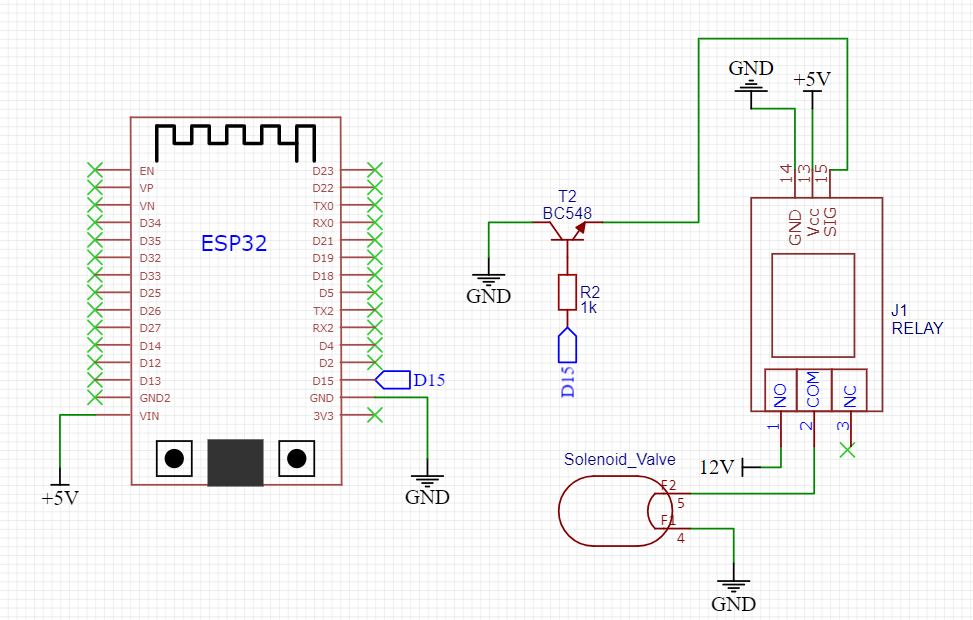 EN
VP
VN
D34
D35
D32
D33
D25
D26
D27
D14
D12
D13
GND2
VIN
ESP32
D23
D22
TX0
RX0
D21
D19
D18
D5
TX2
RX2
D4
D2
D15
GND
3V3
D15
+5V
GND
T2
BC548
GND
R2
1k
D15
GND
+5V
14
13
15
GND
Vcc
SIG
J1
RELAY
NO
COM
NC
1
2
3
12V
Solenoid_Valve
F2
5
F1
4
GND